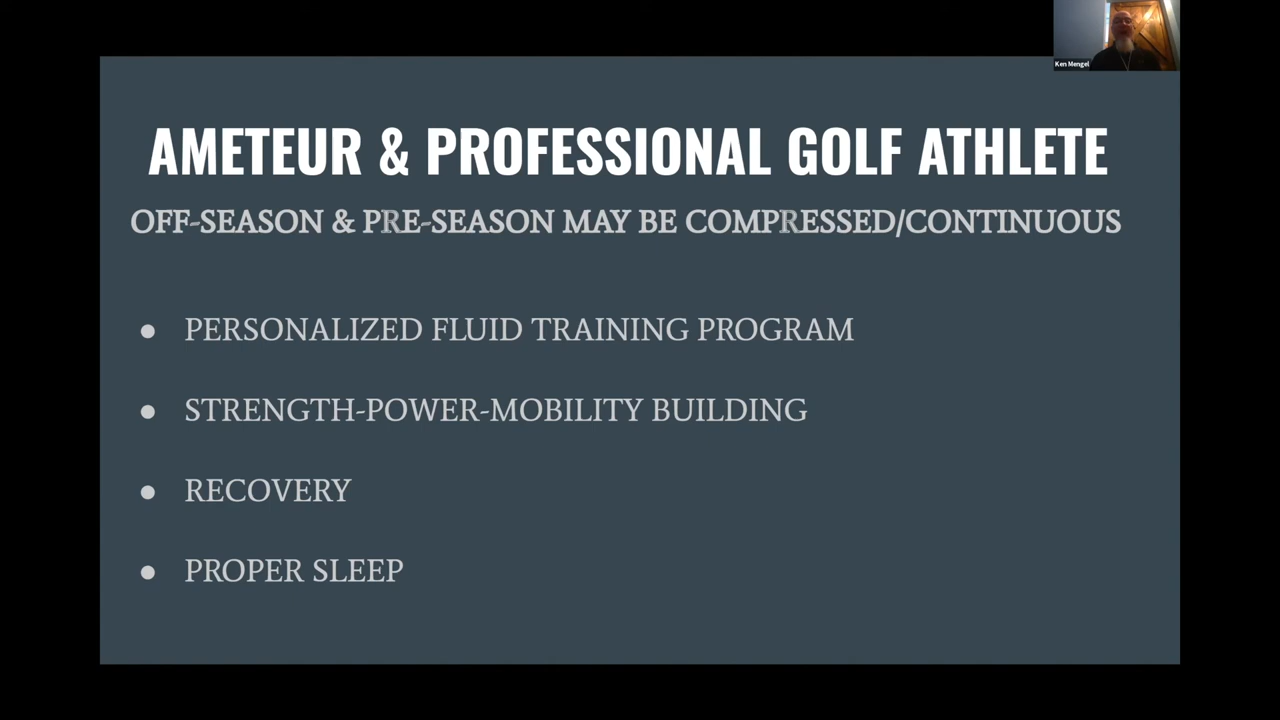 Ken Mengel
AMETEUR & PROFESSIONAL GOLF ATHLETE
OFF-SEASON & PRE-SEASON MAY BE COMPRESSED/CONTINUOUS
● PERSONALIZED FLUID TRAINING PROGRAM
● STRENGTH-POWER-MOBILITY BUILDING
● RECOVERY
● PROPER SLEEP